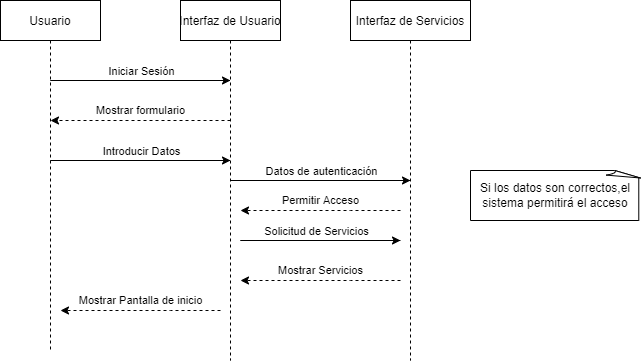 Usuario
Interfaz de Usuario
Interfaz de Servicios
Iniciar Sesión
Mostrar formulario
Introducir Datos
Datos de autenticación
Permitir Acceso
Si los datos son correctos,el
sistema permitirá el acceso
Solicitud de Servicios
Mostrar Servicios
Mostrar Pantalla de inicio